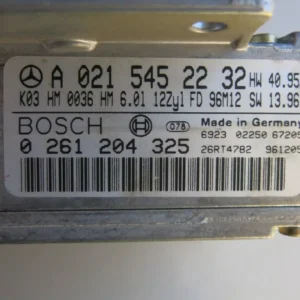 A 021 545 22 32 HW 40.95
K03 HM 0036 HM 6.01 12Zyl FD 96M12 SW 13.96
BOSCH 078 Made in Germany
6923 02250 67205
0 261 204 325 26RT4782 961205